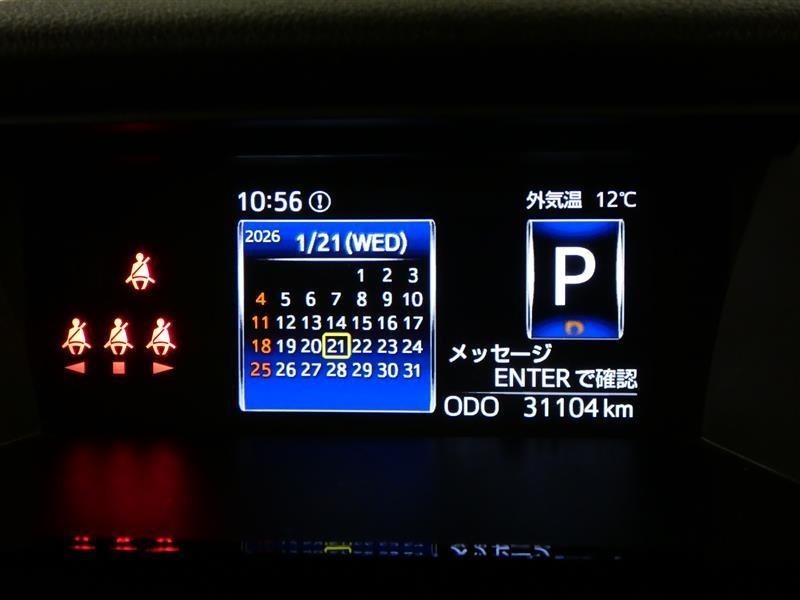 10:56
外気温 12℃
2026 1/21(WED)
1 2 3
4 5 6 7 8 9 10
11 12 13 14 15 16 17
18 19 20 21 22 23 24
25 26 27 28 29 30 31
P
D
メッセージ
ENTERで確認
ODO 31104km